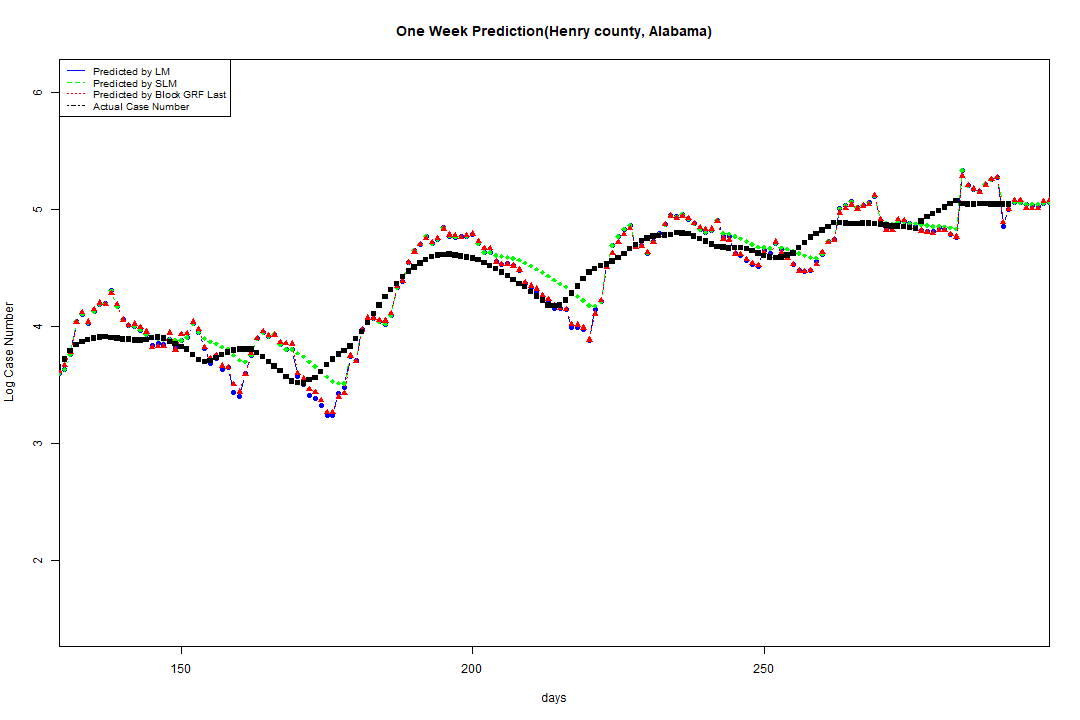 One Week Prediction(Henry county, Alabama)
Predicted by LM
Predicted by SLM
Predicted by Block GRF Last
Actual Case Number
6
5
4
3
2
Log Case Number
150
200
250
days